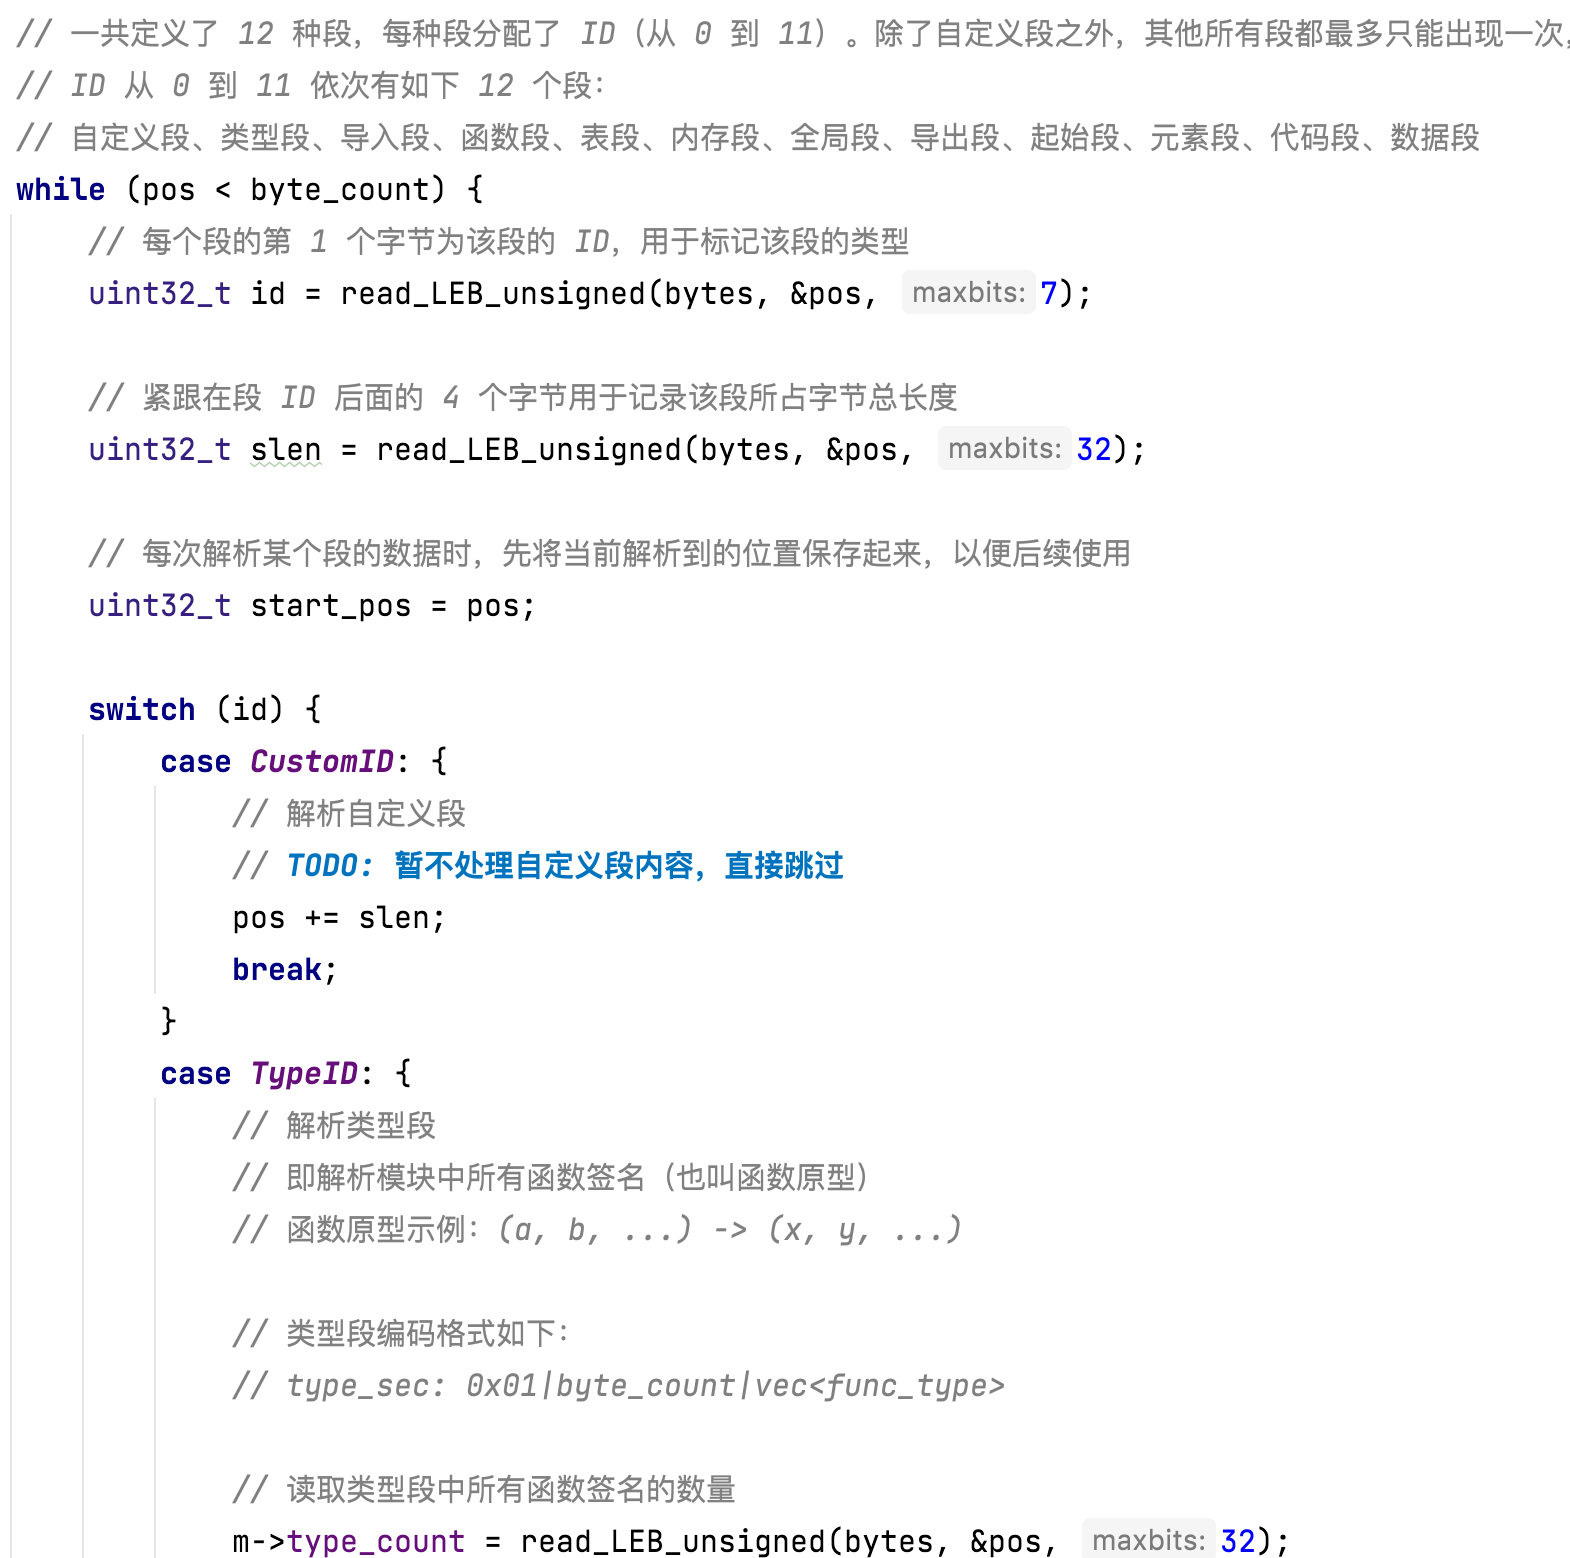 // 一共定义了 12 种段，每种段分配了 ID（从 0 到 11）。除了自定义段之外，其他所有段都最多只能出现一次，
// ID 从 0 到 11 依次有如下 12 个段：
// 自定义段、类型段、导入段、函数段、表段、内存段、全局段、导出段、起始段、元素段、代码段、数据段
while (pos < byte_count) {
    // 每个段的第 1 个字节为该段的 ID，用于标记该段的类型
    uint32_t id = read_LEB_unsigned(bytes, &pos, maxbits: 7);
    // 紧跟在段 ID 后面的 4 个字节用于记录该段所占字节总长度
    uint32_t slen = read_LEB_unsigned(bytes, &pos, maxbits: 32);
    // 每次解析某个段的数据时，先将当前解析到的位置保存起来，以便后续使用
    uint32_t start_pos = pos;
    switch (id) {
        case CustomID: {
            // 解析自定义段
            // TODO: 暂不处理自定义段内容，直接跳过
            pos += slen;
            break;
        }
        case TypeID: {
            // 解析类型段
            // 即解析模块中所有函数签名（也叫函数原型）
            // 函数原型示例：(a, b, ...) -> (x, y, ...)
            // 类型段编码格式如下：
            // type_sec: 0x01|byte_count|vec<func_type>
            // 读取类型段中所有函数签名的数量
            m->type_count = read_LEB_unsigned(bytes, &pos, maxbits: 32);